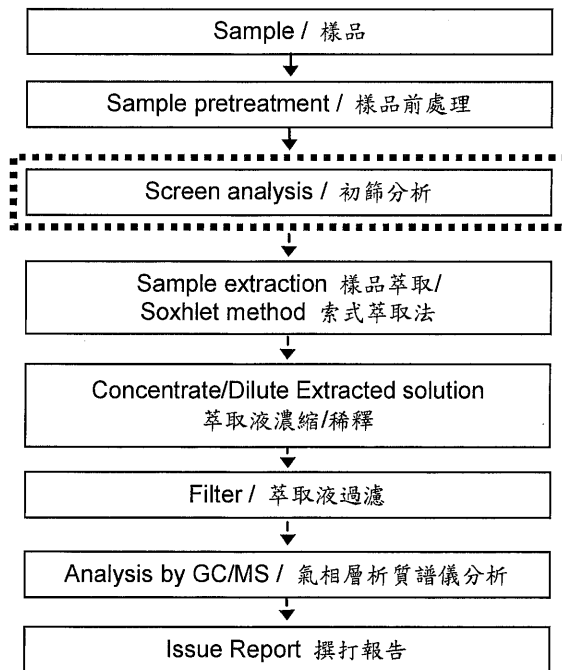 Sample / 樣品
Sample pretreatment / 樣品前處理
Screen analysis / 初篩分析
Sample extraction 樣品萃取/
Soxhlet method 索式萃取法
Concentrate/Dilute Extracted solution
萃取液濃縮/稀釋
Filter / 萃取液過濾
Analysis by GC/MS / 氣相層析質譜儀分析
Issue Report 撰打報告